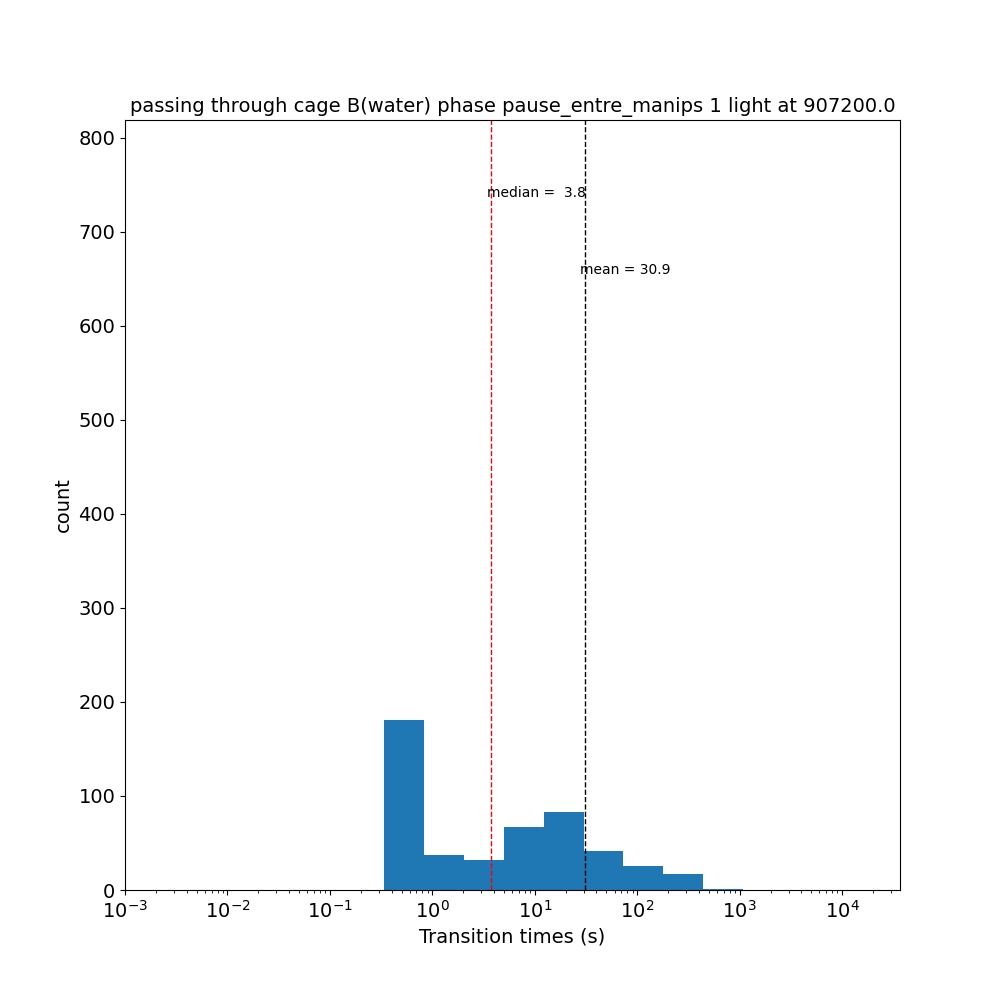 passing through cage B(water) phase pause_entre_manips 1 light at 907200.0
800
700
600
500
400
300
200
100
0
count
median =  3.8
mean = 30.9
10⁻³ 10⁻² 10⁻¹ 10⁰ 10¹ 10² 10³ 10⁴
Transition times (s)